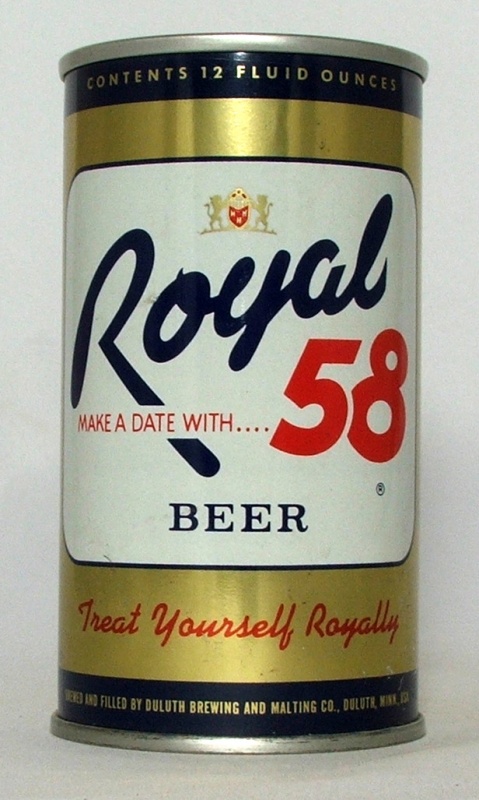 CONTENTS 12 FLUID OUNCES
Royal
58
MAKE A DATE WITH....
®
BEER
Treat Yourself Royally
BREWED AND FILLED BY DULUTH BREWING AND MALTING CO., DULUTH, MINN., USA